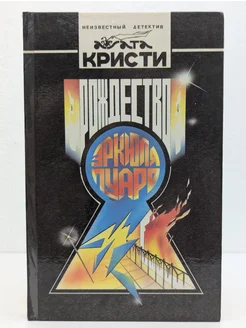 НЕИЗВЕСТНЫЙ ДЕТЕКТИВ
АГАТА
КРИСТИ
РОЖДЕСТВО
ЭРКЮЛЯ
ПУАРО